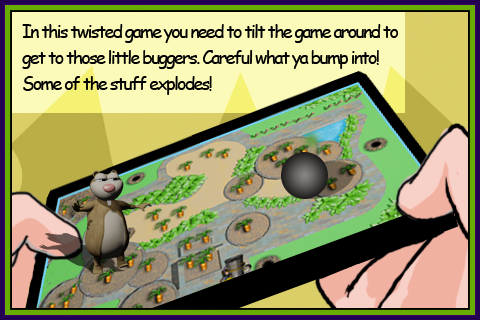 In this twisted game you need to tilt the game around to
get to those little buggers. Careful what ya bump into!
Some of the stuff explodes!